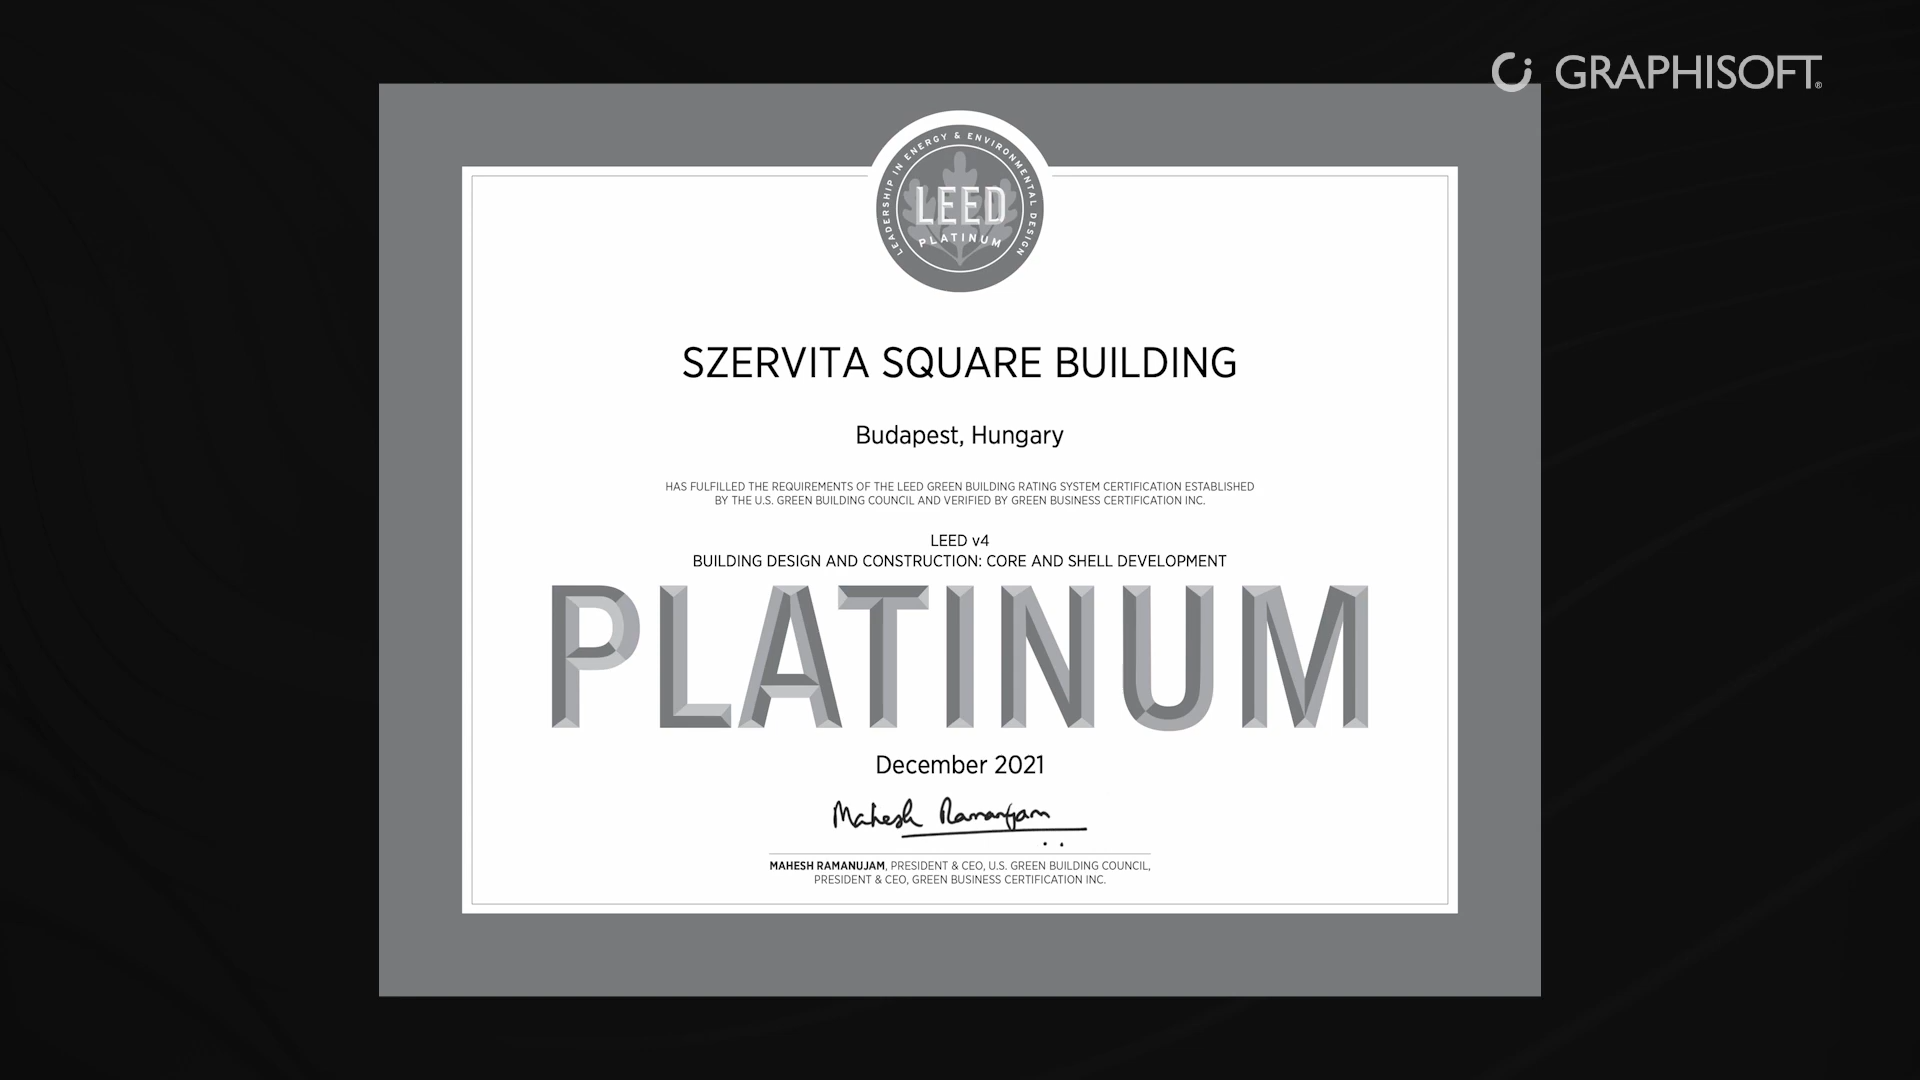 GRAPHISOFT®
LEADERSHIP IN ENERGY & ENVIRONMENTAL DESIGN
LEED
PLATINUM
SZERVITA SQUARE BUILDING
Budapest, Hungary
HAS FULFILLED THE REQUIREMENTS OF THE LEED GREEN BUILDING RATING SYSTEM CERTIFICATION ESTABLISHED
BY THE U.S. GREEN BUILDING COUNCIL AND VERIFIED BY GREEN BUSINESS CERTIFICATION INC.
LEED v4
BUILDING DESIGN AND CONSTRUCTION: CORE AND SHELL DEVELOPMENT
PLATINUM
December 2021
Mahesh Ramanujam
MAHESH RAMANUJAM, PRESIDENT & CEO, U.S. GREEN BUILDING COUNCIL,
PRESIDENT & CEO, GREEN BUSINESS CERTIFICATION INC.